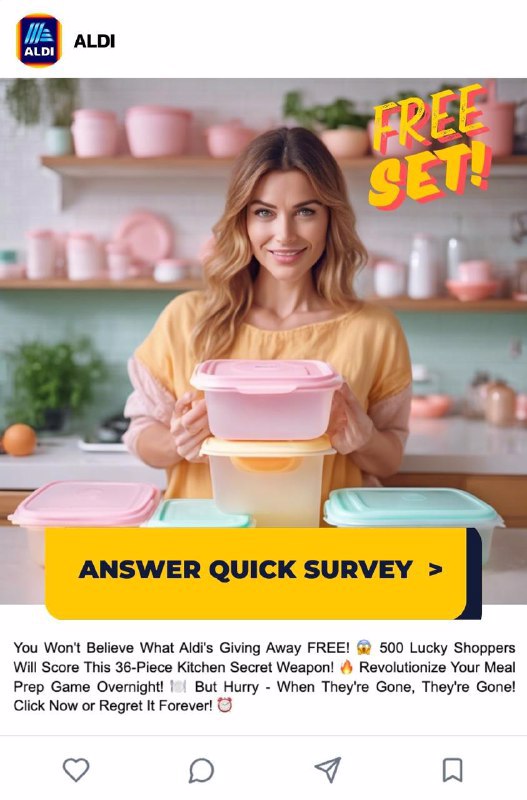 ALDI
ALDI
FREE
SET!
ANSWER QUICK SURVEY >
You Won't Believe What Aldi's Giving Away FREE! 😱 500 Lucky Shoppers
Will Score This 36-Piece Kitchen Secret Weapon! 🔥 Revolutionize Your Meal
Prep Game Overnight! 🍽️ But Hurry - When They're Gone, They're Gone!
Click Now or Regret It Forever! ⏰